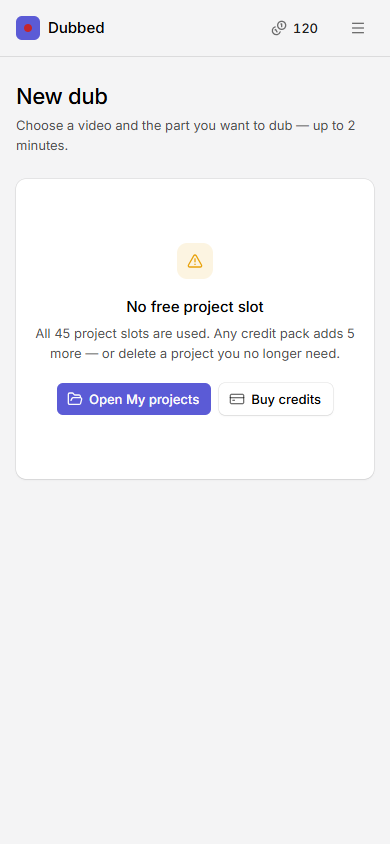 Dubbed
120
New dub
Choose a video and the part you want to dub — up to 2
minutes.
No free project slot
All 45 project slots are used. Any credit pack adds 5
more — or delete a project you no longer need.
Open My projects
Buy credits